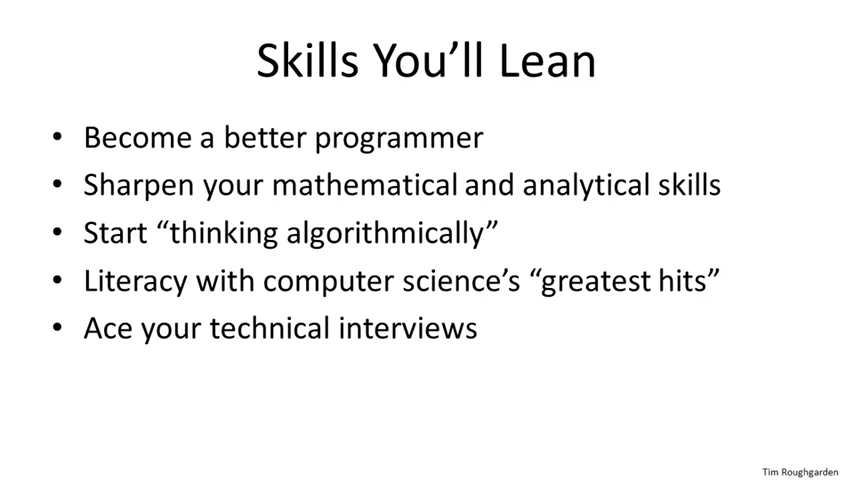 Skills You’ll Lean
• Become a better programmer
• Sharpen your mathematical and analytical skills
• Start “thinking algorithmically”
• Literacy with computer science’s “greatest hits”
• Ace your technical interviews
Tim Roughgarden